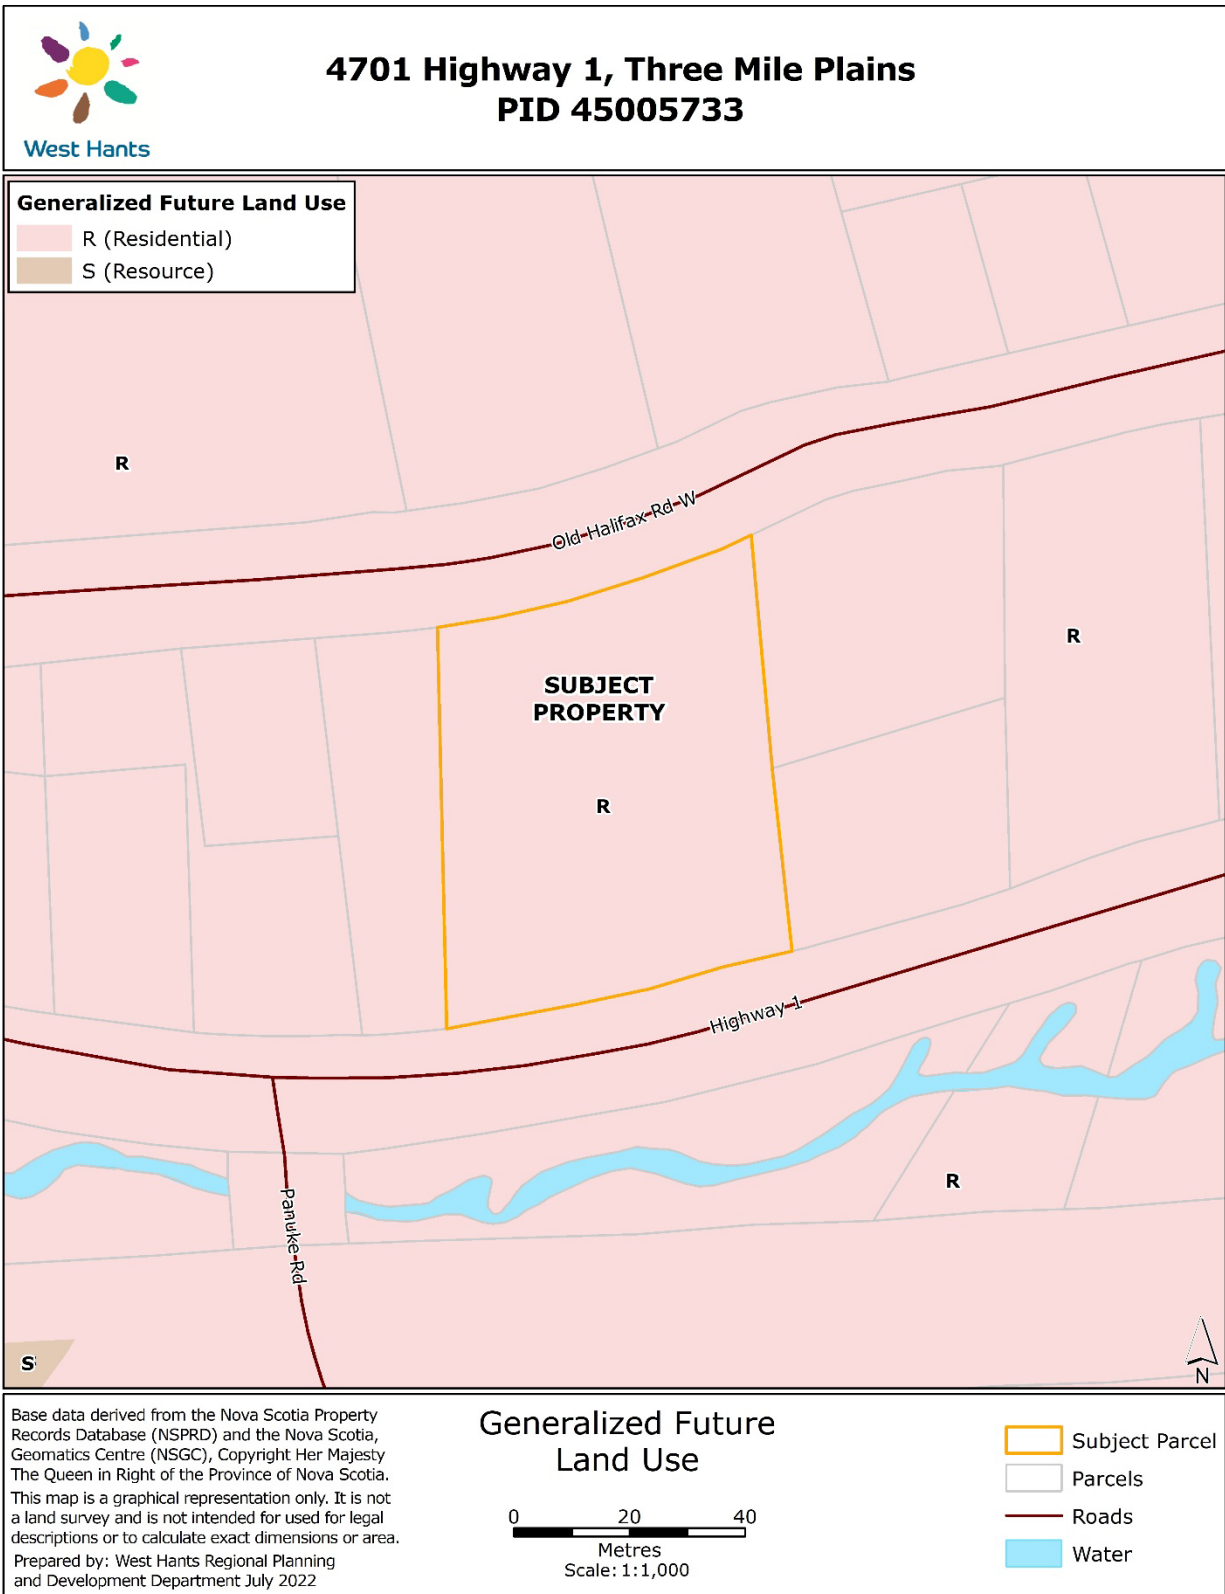 West Hants
4701 Highway 1, Three Mile Plains
PID 45005733
Generalized Future Land Use
R (Residential)
S (Resource)
R
Old Halifax Rd W
R
SUBJECT
PROPERTY
R
Highway 1
R
Panuke Rd
S
N
Base data derived from the Nova Scotia Property
Records Database (NSPRD) and the Nova Scotia,
Geomatics Centre (NSGC), Copyright Her Majesty
The Queen in Right of the Province of Nova Scotia.
This map is a graphical representation only. It is not
a land survey and is not intended for used for legal
descriptions or to calculate exact dimensions or area.
Prepared by: West Hants Regional Planning
and Development Department July 2022
Generalized Future
Land Use
0 20 40
Metres
Scale: 1:1,000
Subject Parcel
Parcels
Roads
Water